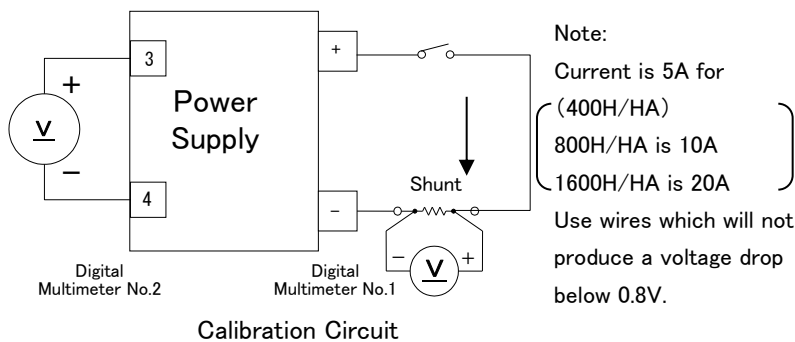 3
+
V
−
4
Power
Supply
+
−
Shunt
−
V
+
Digital
Multimeter No.2
Digital
Multimeter No.1
Calibration Circuit
Note:
Current is 5A for
(400H/HA)
800H/HA is 10A
1600H/HA is 20A
Use wires which will not
produce a voltage drop
below 0.8V.